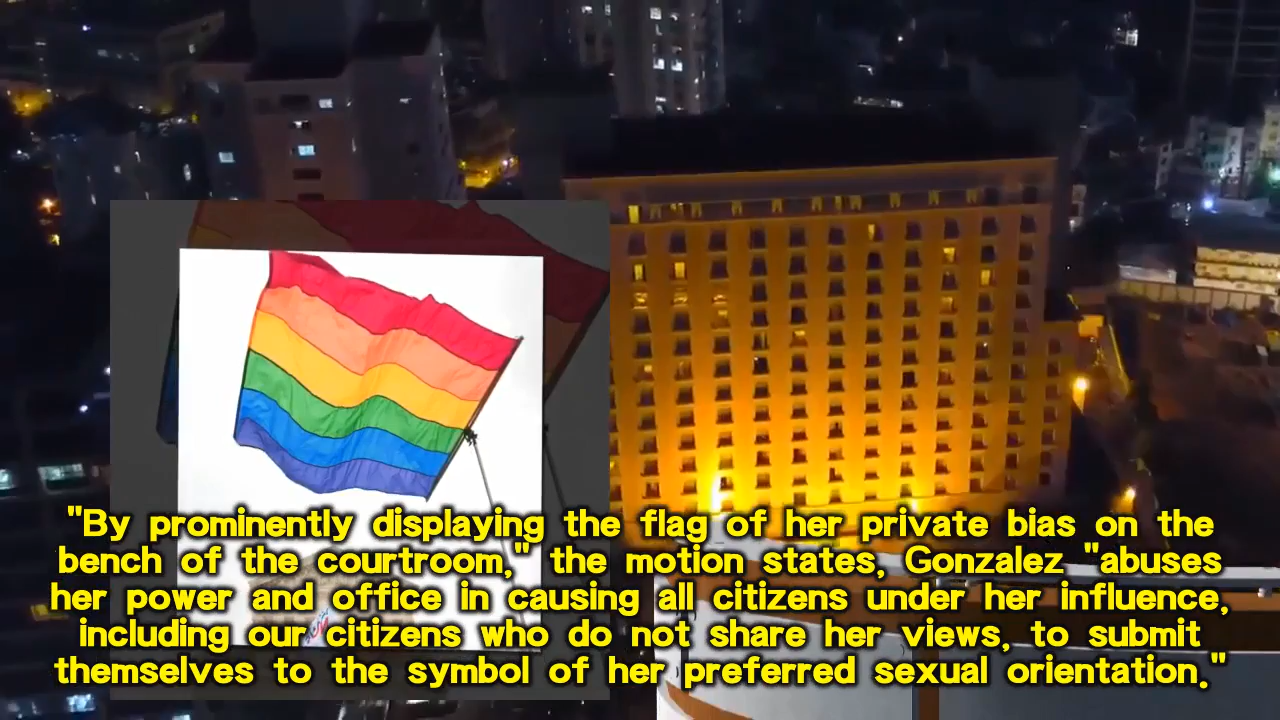 "By prominently displaying the flag of her private bias on the
bench of the courtroom," the motion states, Gonzalez "abuses
her power and office in causing all citizens under her influence,
including our citizens who do not share her views, to submit
themselves to the symbol of her preferred sexual orientation."